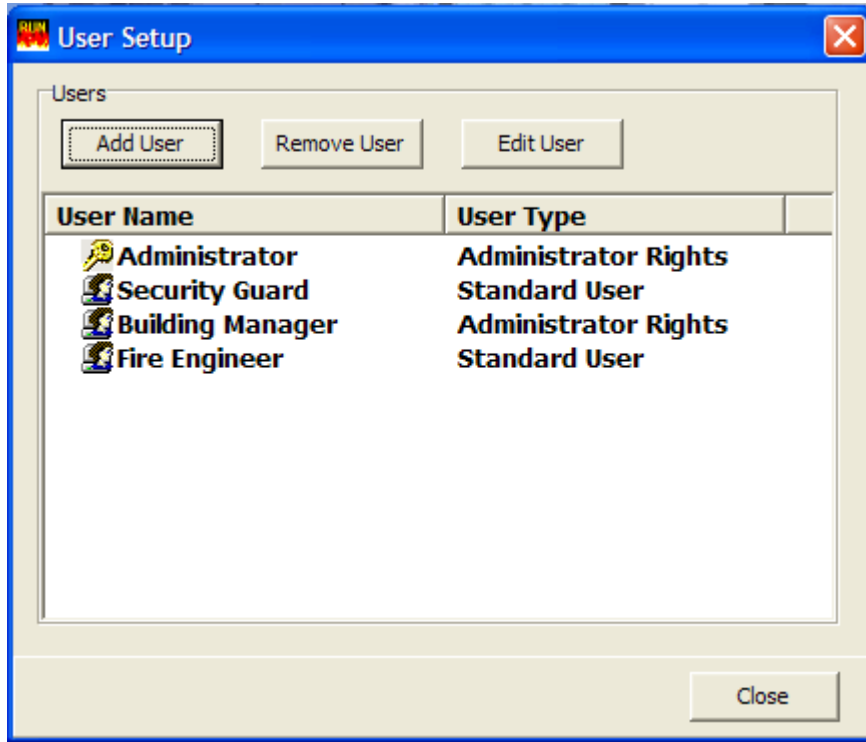 RUN
User Setup
Users
Add User Remove User Edit User
User Name User Type
Administrator Administrator Rights
Security Guard Standard User
Building Manager Administrator Rights
Fire Engineer Standard User
Close